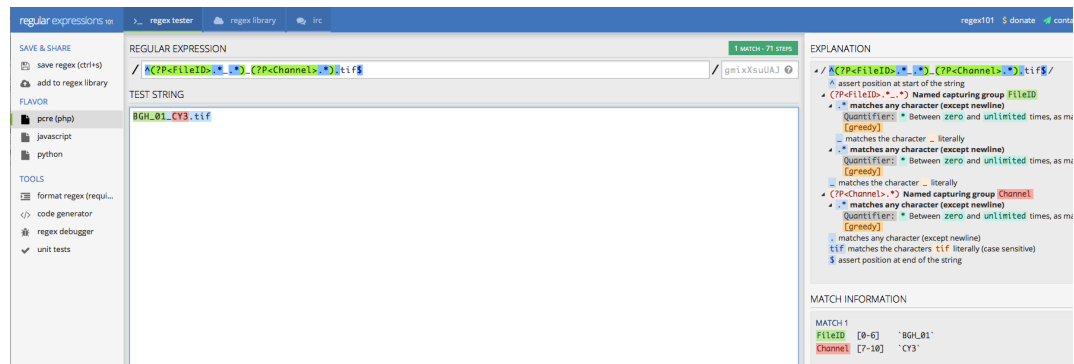 regular expressions 101
>_ regex tester
regex library
irc
regex101 $ donate conta
SAVE & SHARE
save regex (ctrl+s)
add to regex library
FLAVOR
pcre (php)
javascript
python
TOOLS
format regex (requi...
</> code generator
regex debugger
unit tests
REGULAR EXPRESSION
1 MATCH - 71 STEPS
/ ^(?P<FileID>.*_.*)_(?P<Channel>.*).tif$ / gmixXsuUAJ ?
TEST STRING
BGH_01_CY3.tif
EXPLANATION
/ ^(?P<FileID>.*_.*)_(?P<Channel>.*).tif$ /
^ assert position at start of the string
(?P<FileID>.*_.*) Named capturing group FileID
.* matches any character (except newline)
Quantifier: * Between zero and unlimited times, as ma
[greedy]
_ matches the character _ literally
.* matches any character (except newline)
Quantifier: * Between zero and unlimited times, as ma
[greedy]
_ matches the character _ literally
(?P<Channel>.*) Named capturing group Channel
.* matches any character (except newline)
Quantifier: * Between zero and unlimited times, as ma
[greedy]
. matches any character (except newline)
tif matches the characters tif literally (case sensitive)
$ assert position at end of the string
MATCH INFORMATION
MATCH 1
FileID [0-6] `BGH_01`
Channel [7-10] `CY3`